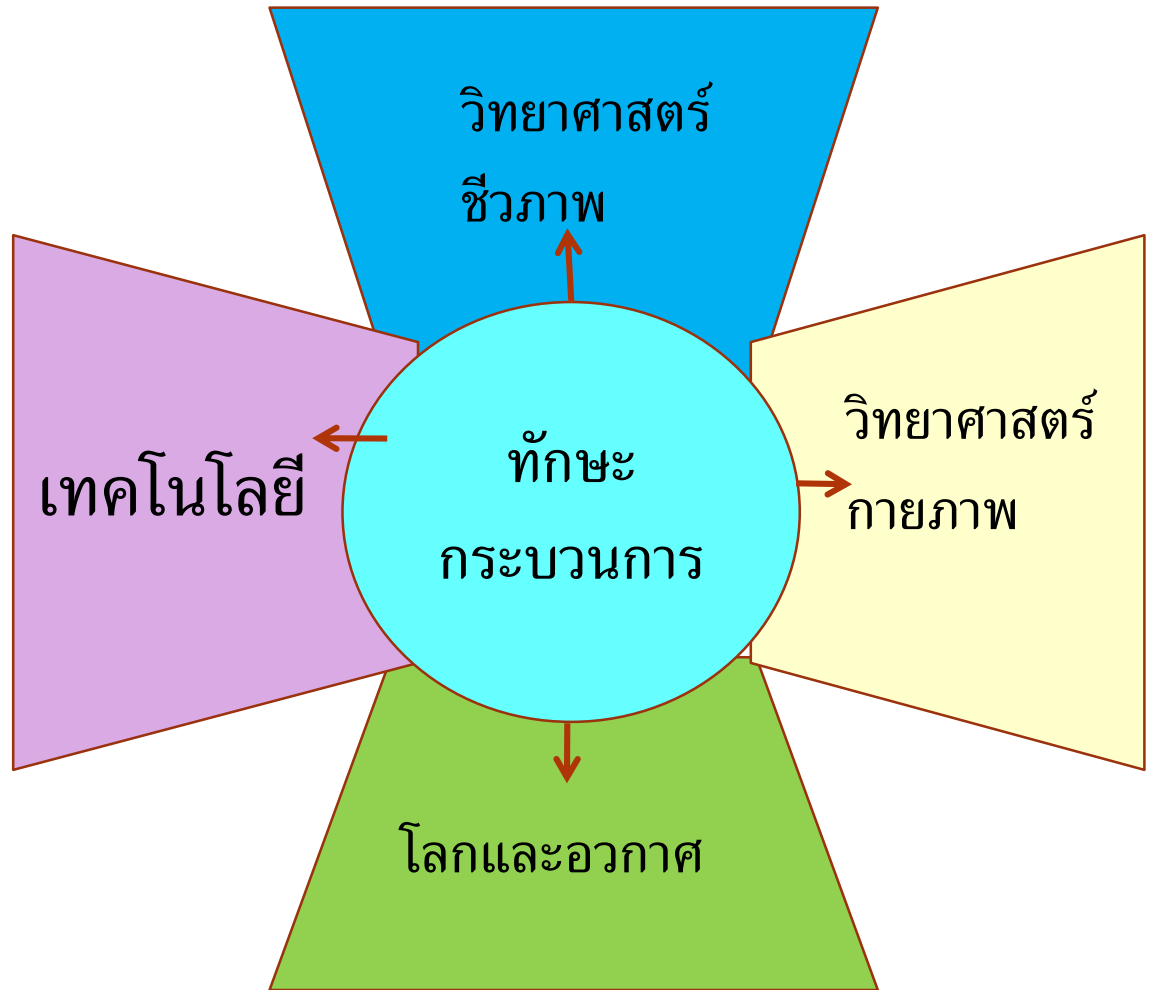 วิทยาศาสตร์
ชีวภาพ
เทคโนโลยี
ทักษะ
กระบวนการ
วิทยาศาสตร์
กายภาพ
โลกและอวกาศ